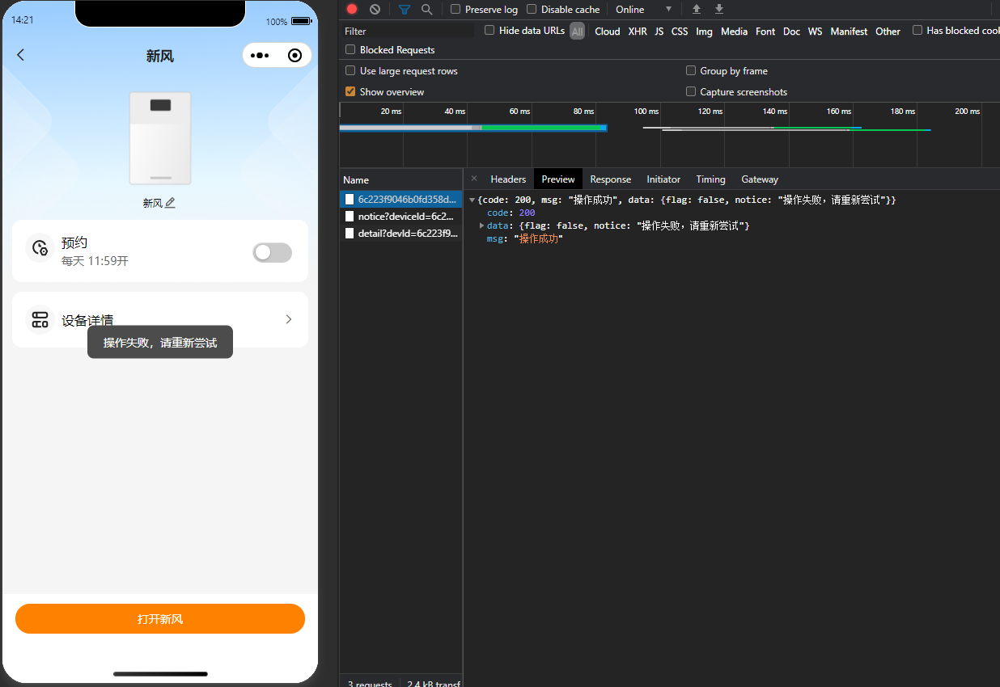 14:21
100%
新风
新风
预约
每天 11:59开
设备详情
操作失败，请重新尝试
打开新风
Preserve log
Disable cache
Online
Filter
Hide data URLs
All
Cloud XHR JS CSS Img Media Font Doc WS Manifest Other
Has blocked cook
Blocked Requests
Use large request rows
Group by frame
Show overview
Capture screenshots
20 ms 40 ms 60 ms 80 ms 100 ms 120 ms 140 ms 160 ms 180 ms 200 ms
Name
× Headers Preview Response Initiator Timing Gateway
6c223f9046b0fd358d...
notice?deviceId=6c2...
detail?devId=6c223f9...
{code: 200, msg: "操作成功", data: {flag: false, notice: "操作失败，请重新尝试"}}
code: 200
data: {flag: false, notice: "操作失败，请重新尝试"}
msg: "操作成功"
3 requests
2.4 kB transf